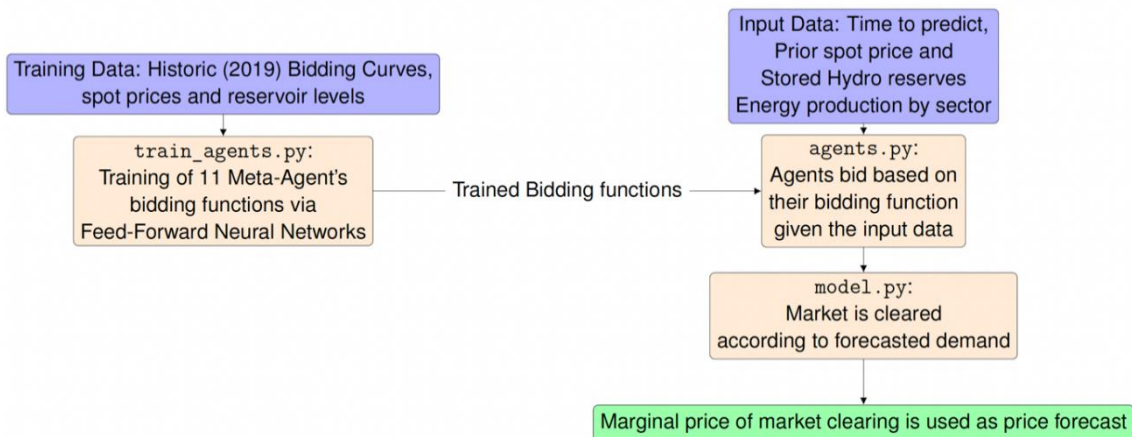 Training Data: Historic (2019) Bidding Curves,
spot prices and reservoir levels
train_agents.py:
Training of 11 Meta-Agent's
bidding functions via
Feed-Forward Neural Networks
Trained Bidding functions
Input Data: Time to predict,
Prior spot price and
Stored Hydro reserves
Energy production by sector
agents.py:
Agents bid based on
their bidding function
given the input data
model.py:
Market is cleared
according to forecasted demand
Marginal price of market clearing is used as price forecast